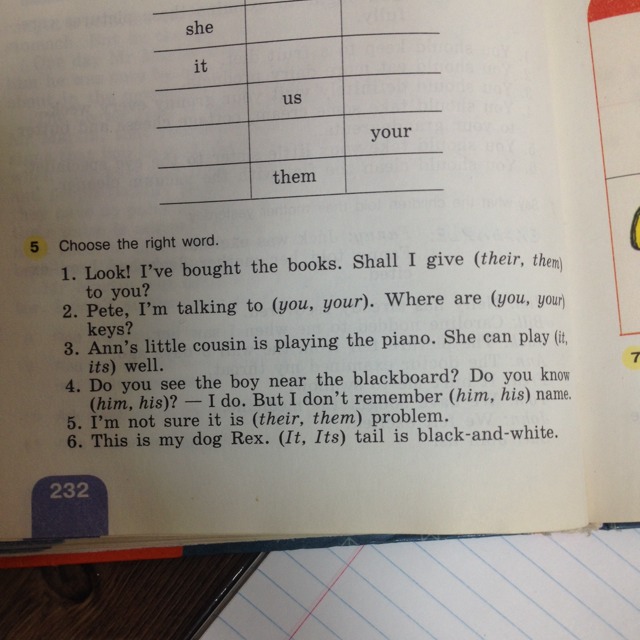 she
it
us
your
them
5 Choose the right word.
1. Look! I've bought the books. Shall I give (their, them)
to you?
2. Pete, I'm talking to (you, your). Where are (you, your)
keys?
3. Ann's little cousin is playing the piano. She can play (it,
its) well.
4. Do you see the boy near the blackboard? Do you know
(him, his)? — I do. But I don't remember (him, his) name.
5. I'm not sure it is (their, them) problem.
6. This is my dog Rex. (It, Its) tail is black-and-white.
232
7